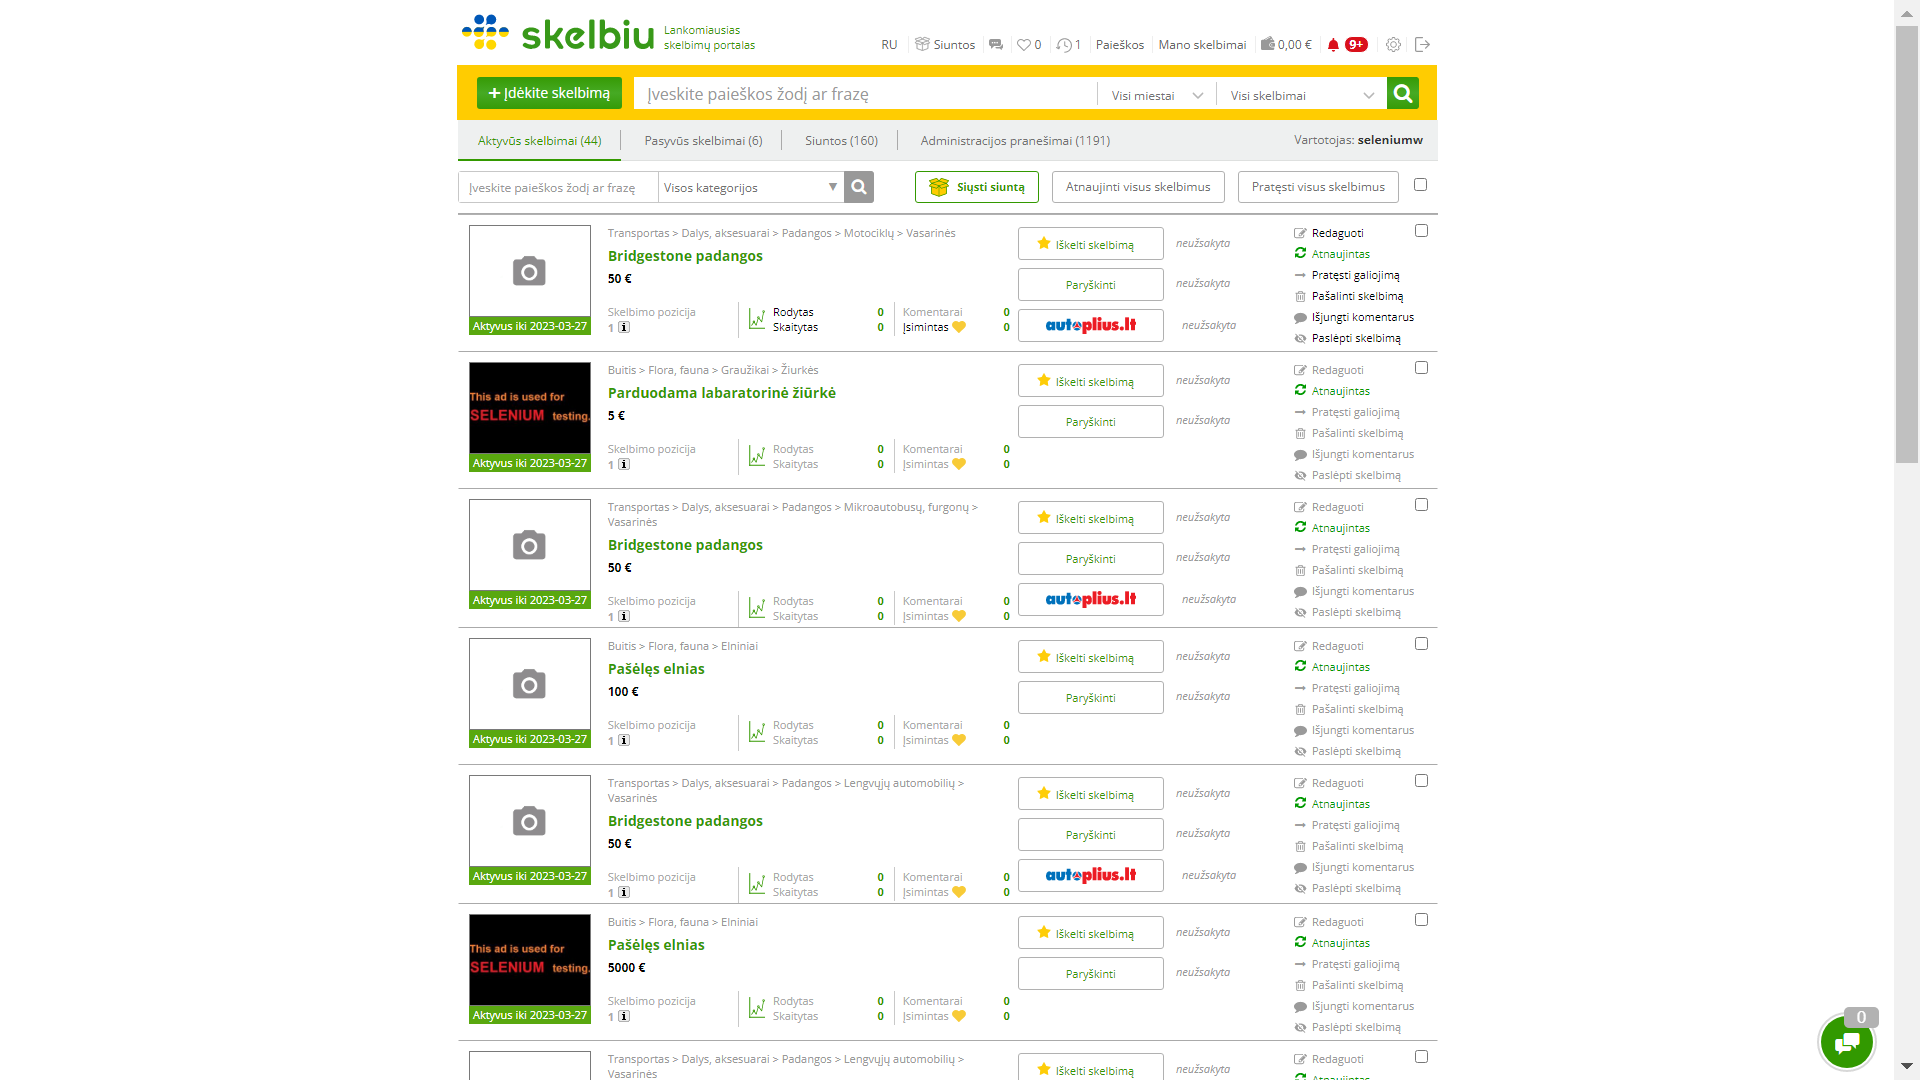 skelbiu
Lankomiausias
skelbimų portalas
RU Siuntos 0 1 Paieškos Mano skelbimai 0,00 € 9+
+ Įdėkite skelbimą Įveskite paieškos žodį ar frazę Visi miestai Visi skelbimai
Aktyvūs skelbimai (44) Pasyvūs skelbimai (6) Siuntos (160) Administracijos pranešimai (1191) Vartotojas: seleniumw
Įveskite paieškos žodį ar frazę Visos kategorijos Siųsti siuntą Atnaujinti visus skelbimus Pratęsti visus skelbimus
Transportas > Dalys, aksesuarai > Padangos > Motociklų > Vasarinės
Bridgestone padangos
50 €
Skelbimo pozicija
1
Rodytas 0
Skaitytas 0
Komentarai 0
Įsimintas 0
Aktyvus iki 2023-03-27
Iškelti skelbimą neužsakyta
Paryškinti neužsakyta
autoplius.lt neužsakyta
Redaguoti
Atnaujintas
Pratęsti galiojimą
Pašalinti skelbimą
Išjungti komentarus
Paslėpti skelbimą
This ad is used for
SELENIUM testing.
Aktyvus iki 2023-03-27
Buitis > Flora, fauna > Graužikai > Žiurkės
Parduodama labaratorinė žiūrkė
5 €
Skelbimo pozicija
1
Rodytas 0
Skaitytas 0
Komentarai 0
Įsimintas 0
Iškelti skelbimą neužsakyta
Paryškinti neužsakyta
Redaguoti
Atnaujintas
Pratęsti galiojimą
Pašalinti skelbimą
Išjungti komentarus
Paslėpti skelbimą
Transportas > Dalys, aksesuarai > Padangos > Mikroautobusų, furgonų >
Vasarinės
Bridgestone padangos
50 €
Skelbimo pozicija
1
Rodytas 0
Skaitytas 0
Komentarai 0
Įsimintas 0
Aktyvus iki 2023-03-27
Iškelti skelbimą neužsakyta
Paryškinti neužsakyta
autoplius.lt neužsakyta
Redaguoti
Atnaujintas
Pratęsti galiojimą
Pašalinti skelbimą
Išjungti komentarus
Paslėpti skelbimą
Buitis > Flora, fauna > Elniniai
Pašėlęs elnias
100 €
Skelbimo pozicija
1
Rodytas 0
Skaitytas 0
Komentarai 0
Įsimintas 0
Aktyvus iki 2023-03-27
Iškelti skelbimą neužsakyta
Paryškinti neužsakyta
Redaguoti
Atnaujintas
Pratęsti galiojimą
Pašalinti skelbimą
Išjungti komentarus
Paslėpti skelbimą
Transportas > Dalys, aksesuarai > Padangos > Lengvųjų automobilių >
Vasarinės
Bridgestone padangos
50 €
Skelbimo pozicija
1
Rodytas 0
Skaitytas 0
Komentarai 0
Įsimintas 0
Aktyvus iki 2023-03-27
Iškelti skelbimą neužsakyta
Paryškinti neužsakyta
autoplius.lt neužsakyta
Redaguoti
Atnaujintas
Pratęsti galiojimą
Pašalinti skelbimą
Išjungti komentarus
Paslėpti skelbimą
This ad is used for
SELENIUM testing.
Aktyvus iki 2023-03-27
Buitis > Flora, fauna > Elniniai
Pašėlęs elnias
5000 €
Skelbimo pozicija
1
Rodytas 0
Skaitytas 0
Komentarai 0
Įsimintas 0
Iškelti skelbimą neužsakyta
Paryškinti neužsakyta
Redaguoti
Atnaujintas
Pratęsti galiojimą
Pašalinti skelbimą
Išjungti komentarus
Paslėpti skelbimą
0
Transportas > Dalys, aksesuarai > Padangos > Lengvųjų automobilių >
Vasarinės
Iškelti skelbimą neužsakyta
Redaguoti
Atnaujintas